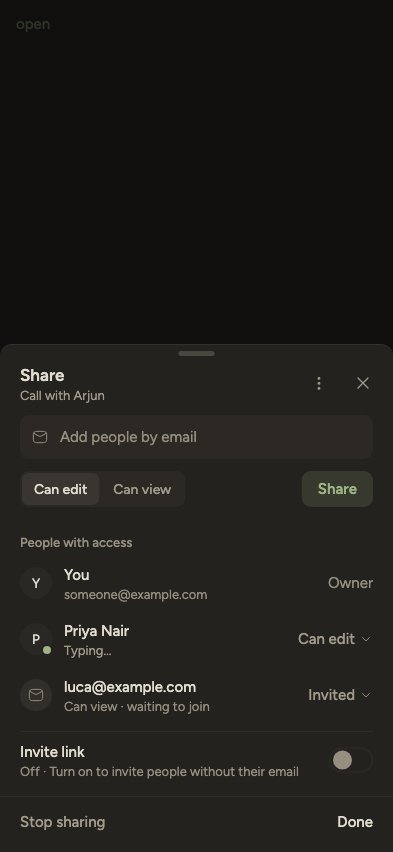 open
Share
Call with Arjun
Add people by email
Can edit
Can view
Share
People with access
Y
You
someone@example.com
Owner
P
Priya Nair
Typing...
Can edit
luca@example.com
Can view · waiting to join
Invited
Invite link
Off · Turn on to invite people without their email
Stop sharing
Done